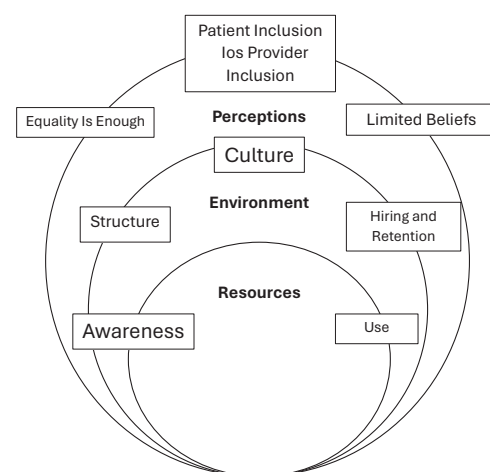 Patient Inclusion
Ios Provider
Inclusion
Equality Is Enough
Perceptions
Limited Beliefs
Culture
Environment
Structure
Hiring and
Retention
Resources
Awareness
Use